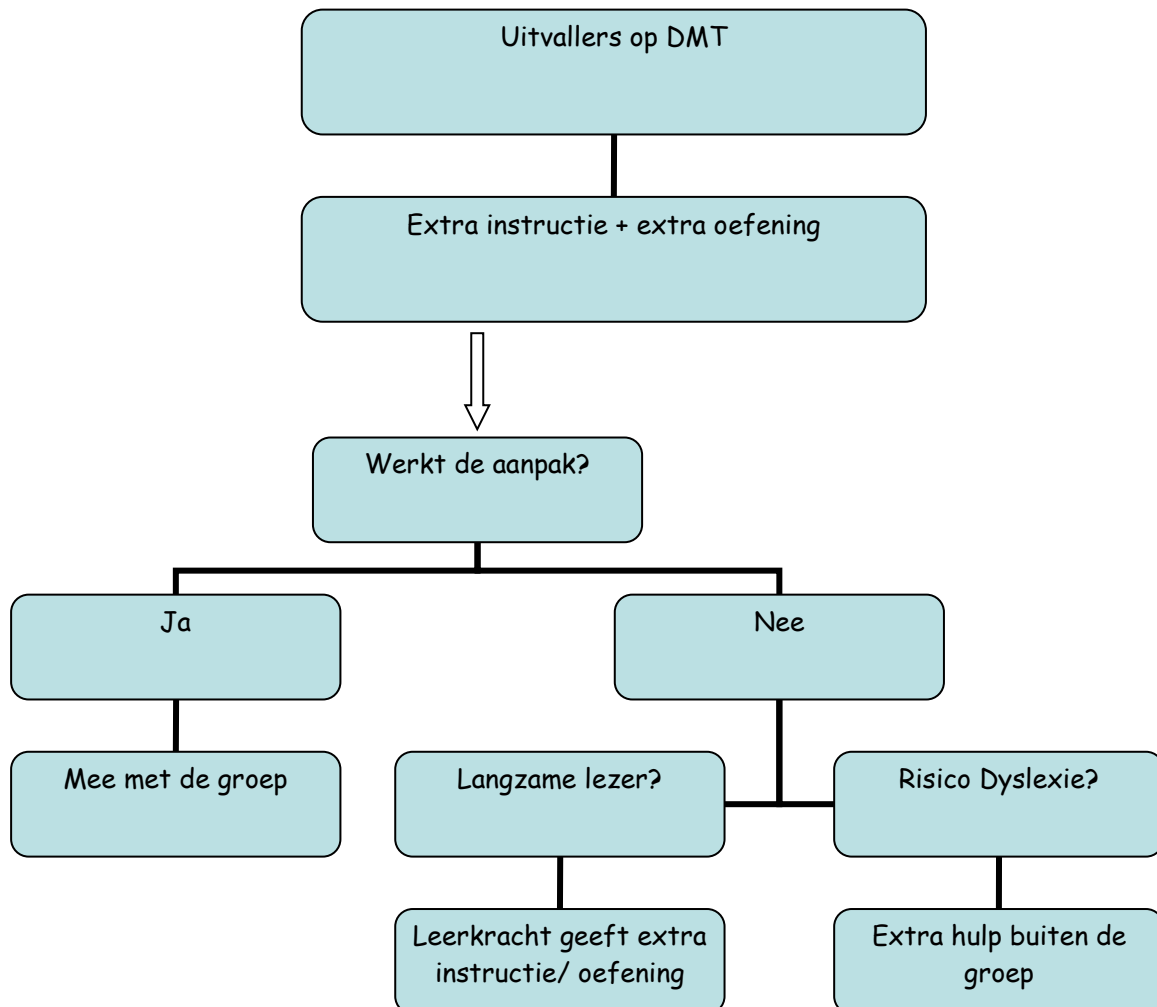 Uitvallers op DMT
Extra instructie + extra oefening
Werkt de aanpak?
Ja
Nee
Mee met de groep
Langzame lezer?
Risico Dyslexie?
Leerkracht geeft extra
instructie/ oefening
Extra hulp buiten de
groep